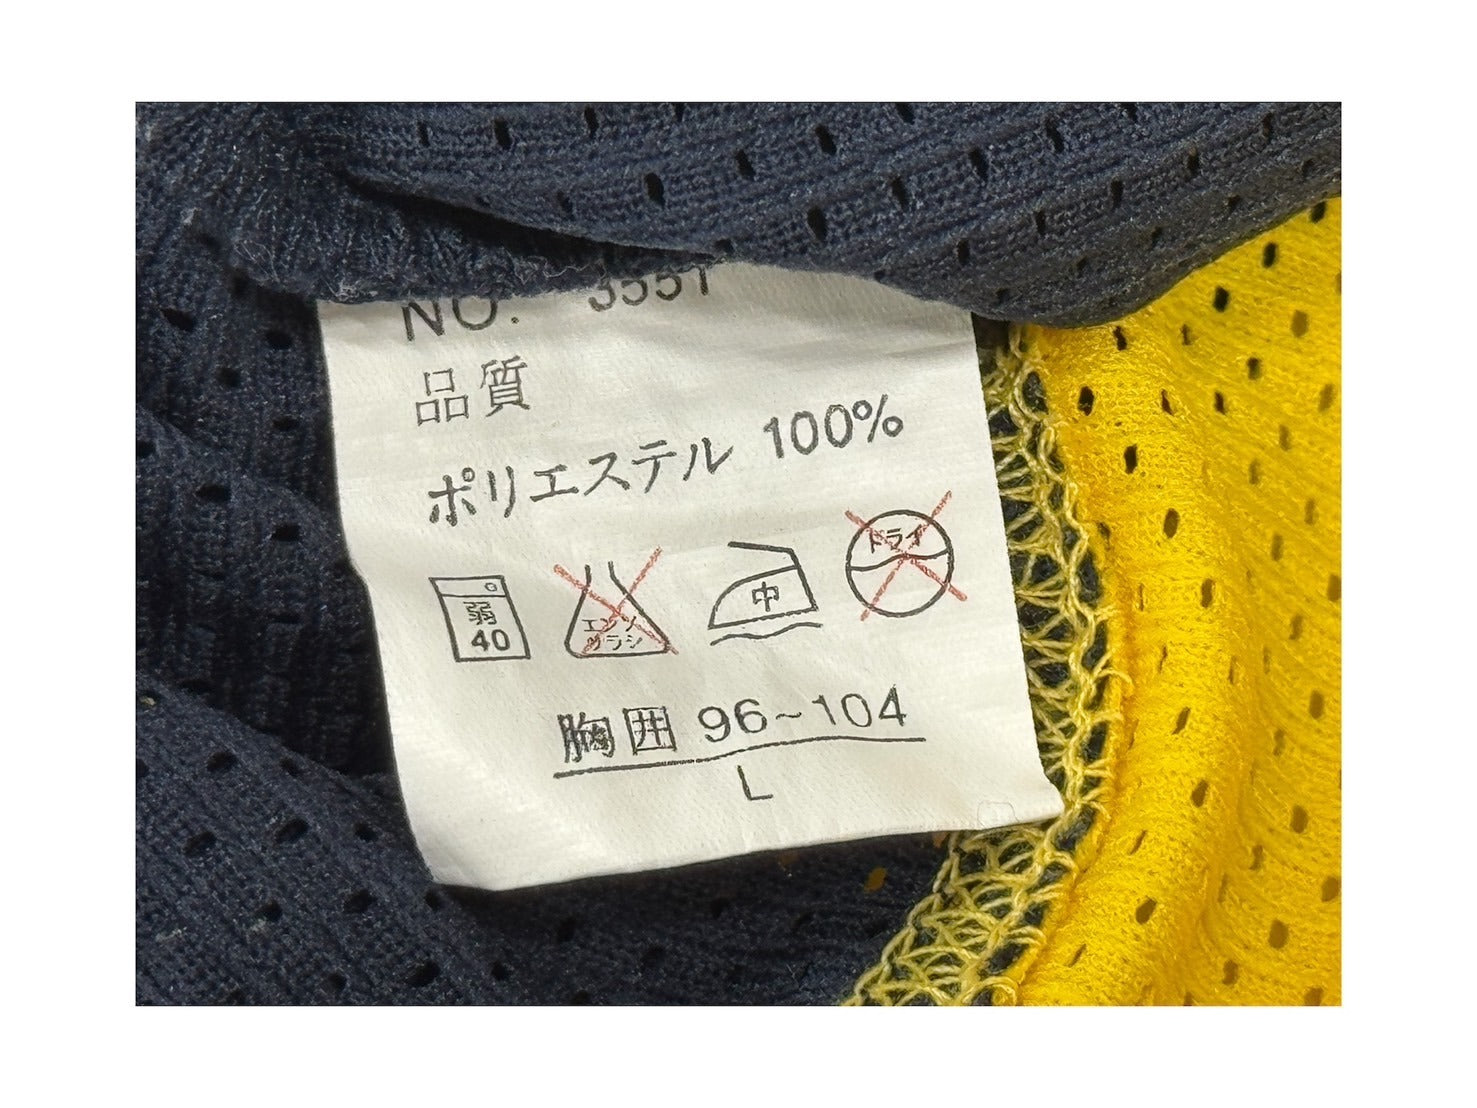 NO. 3551
品質
ポリエステル 100%
弱
40
エンソ
サラシ
中
ドライ
胸囲 96~104
L